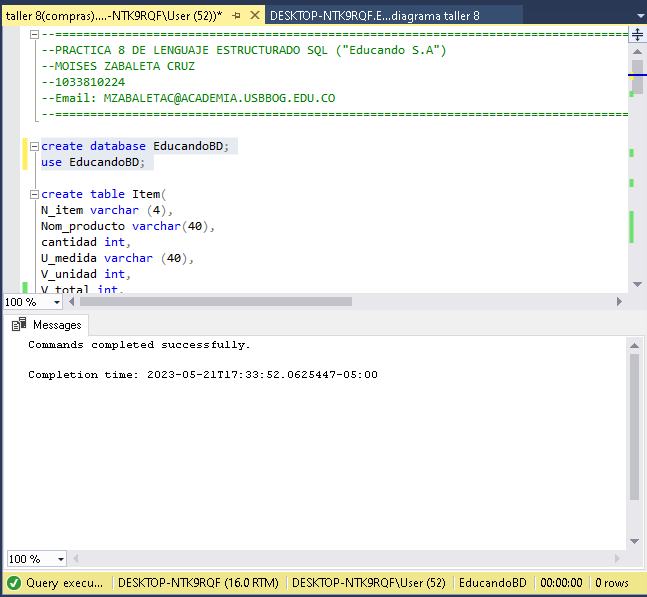 taller 8(compras)....-NTK9RQF\User (52))* DESKTOP-NTK9RQF.E...diagrama taller 8
--PRACTICA 8 DE LENGUAJE ESTRUCTURADO SQL ("Educando S.A")
--MOISES ZABALETA CRUZ
--1033810224
--Email: MZABALETAC@ACADEMIA.USBBOG.EDU.CO
create database EducandoBD;
use EducandoBD;
create table Item(
N_item varchar (4),
Nom_producto varchar(40),
cantidad int,
U_medida varchar (40),
V_unidad int,
V_total int,
100 %
Messages
Commands completed successfully.
Completion time: 2023-05-21T17:33:52.0625447-05:00
100 %
Query execu... DESKTOP-NTK9RQF (16.0 RTM) DESKTOP-NTK9RQF\User (52) EducandoBD 00:00:00 0 rows